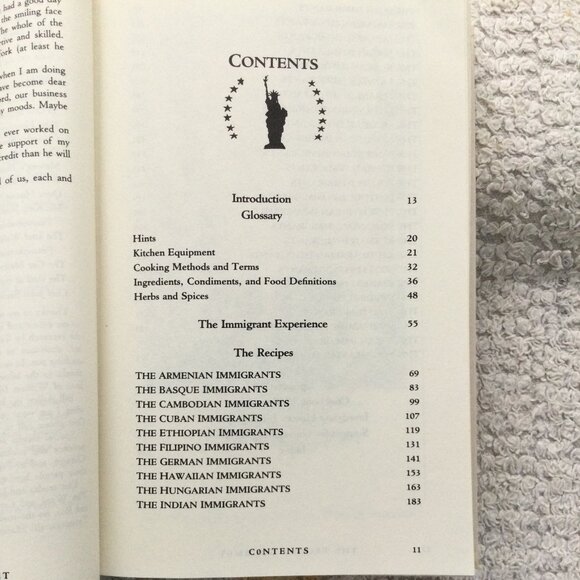 had a good day
the smiling face
The whole of the
and skilled.
(at least he
when I am doing
become dear
our business
moods. Maybe
ever worked on
support of my
credit than he will
of us, each and
CONTENTS
Introduction 13
Glossary
Hints 20
Kitchen Equipment 21
Cooking Methods and Terms 32
Ingredients, Condiments, and Food Definitions 36
Herbs and Spices 48
The Immigrant Experience 55
The Recipes
THE ARMENIAN IMMIGRANTS 69
THE BASQUE IMMIGRANTS 83
THE CAMBODIAN IMMIGRANTS 99
THE CUBAN IMMIGRANTS 107
THE ETHIOPIAN IMMIGRANTS 119
THE FILIPINO IMMIGRANTS 131
THE GERMAN IMMIGRANTS 141
THE HAWAIIAN IMMIGRANTS 153
THE HUNGARIAN IMMIGRANTS 163
THE INDIAN IMMIGRANTS 183
CONTENTS 11